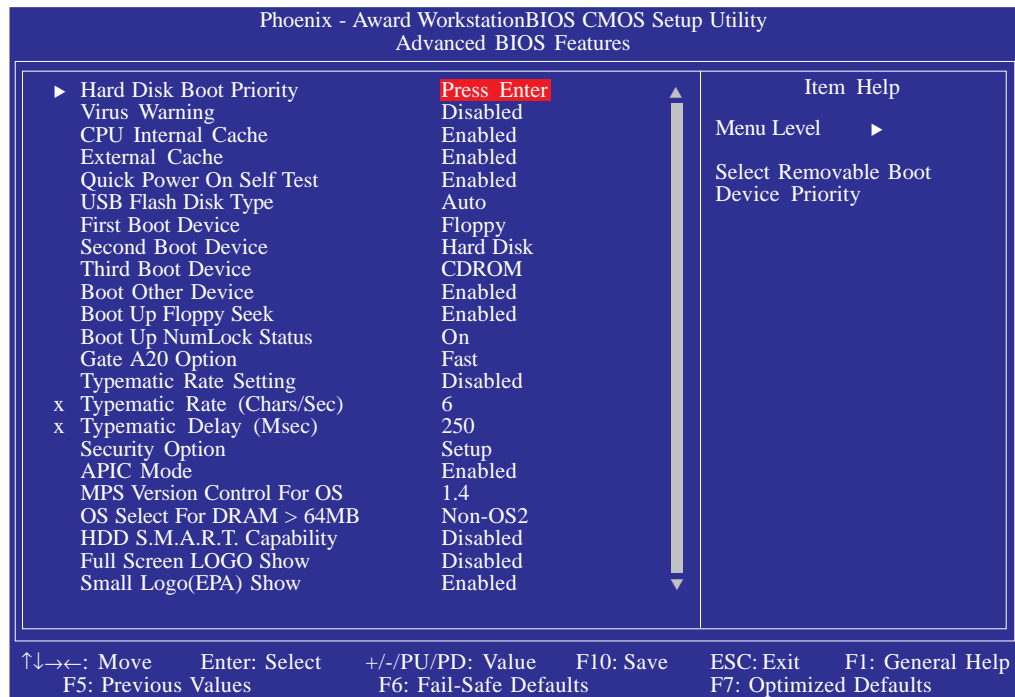 Phoenix - Award WorkstationBIOS CMOS Setup Utility
Advanced BIOS Features
▶ Hard Disk Boot Priority Press Enter
Virus Warning Disabled
CPU Internal Cache Enabled
External Cache Enabled
Quick Power On Self Test Enabled
USB Flash Disk Type Auto
First Boot Device Floppy
Second Boot Device Hard Disk
Third Boot Device CDROM
Boot Other Device Enabled
Boot Up Floppy Seek Enabled
Boot Up NumLock Status On
Gate A20 Option Fast
Typematic Rate Setting Disabled
x Typematic Rate (Chars/Sec) 6
x Typematic Delay (Msec) 250
Security Option Setup
APIC Mode Enabled
MPS Version Control For OS 1.4
OS Select For DRAM > 64MB Non-OS2
HDD S.M.A.R.T. Capability Disabled
Full Screen LOGO Show Disabled
Small Logo(EPA) Show Enabled
Item Help
Menu Level ▶
Select Removable Boot
Device Priority
↑↓→←: Move Enter: Select +/-/PU/PD: Value F10: Save ESC: Exit F1: General Help
F5: Previous Values F6: Fail-Safe Defaults F7: Optimized Defaults